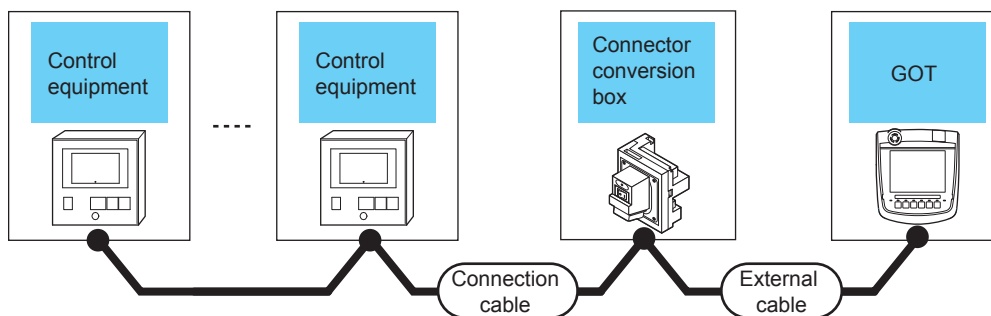 Control
equipment
Control
equipment
Connector
conversion
box
GOT
Connection
cable
External
cable